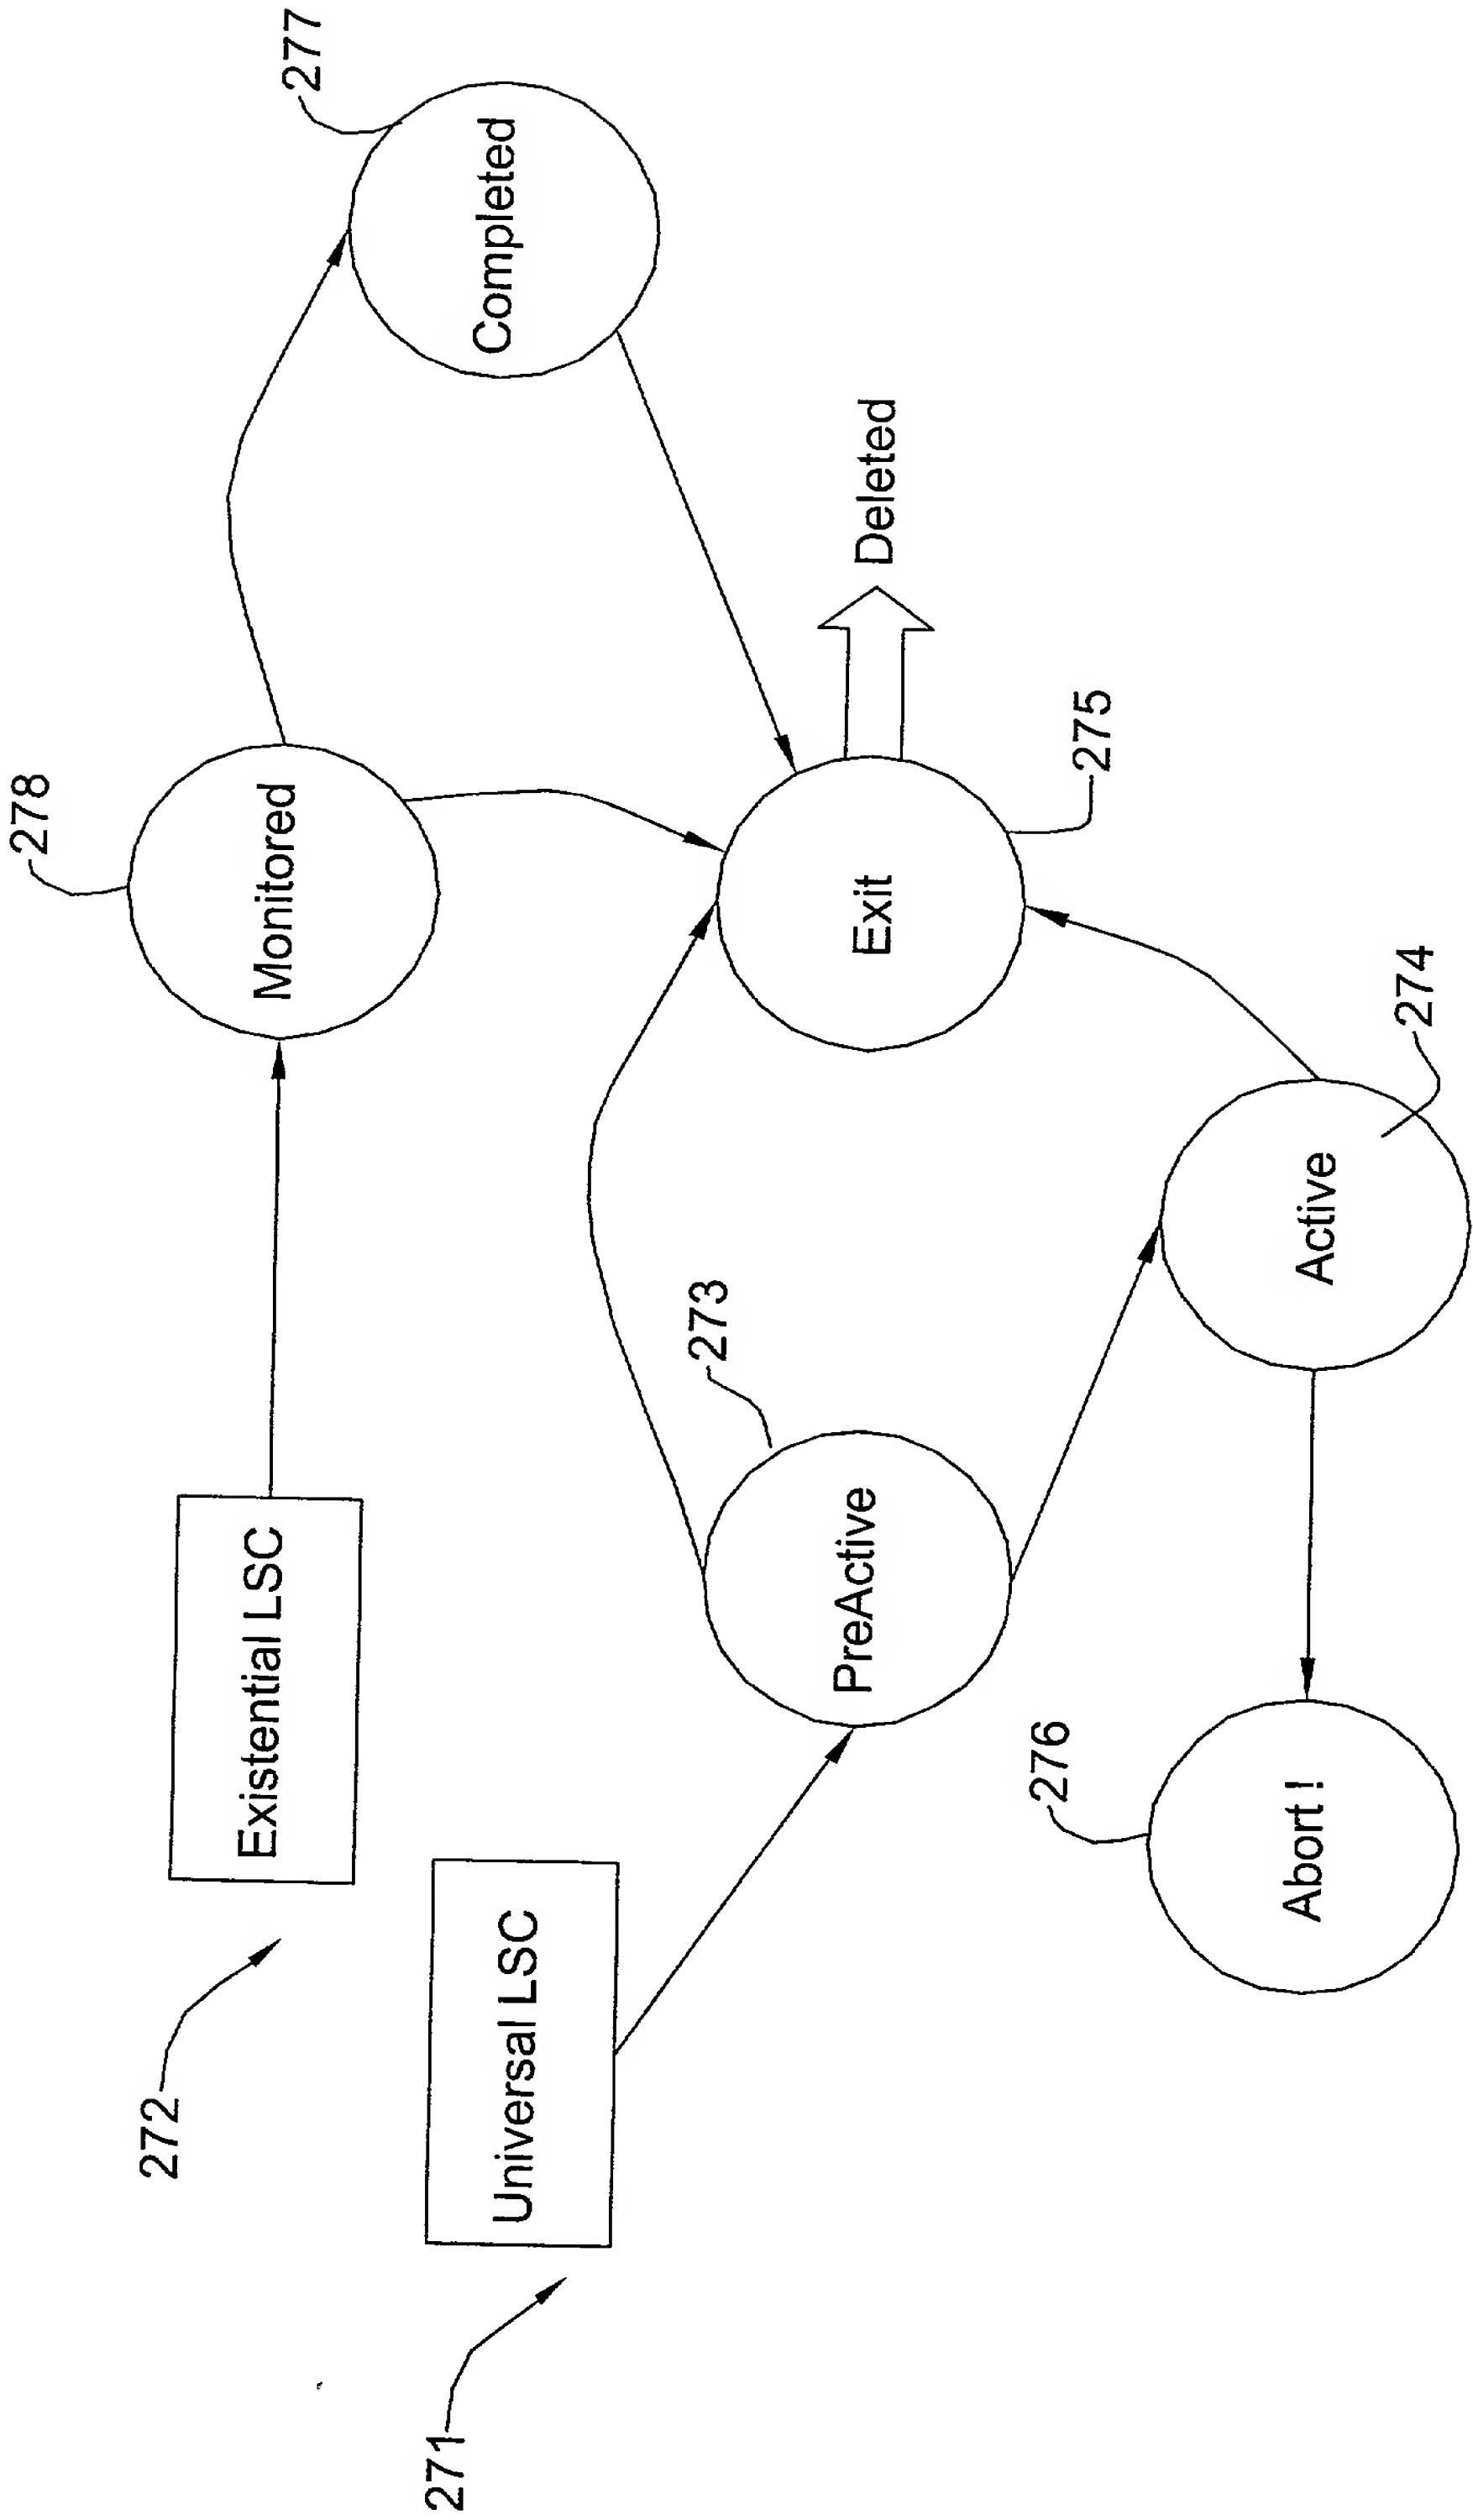 278
277
272
Existential LSC
Monitored
Completed
271
Universal LSC
273
PreActive
Exit
Deleted
275
276
Abort !
Active
274